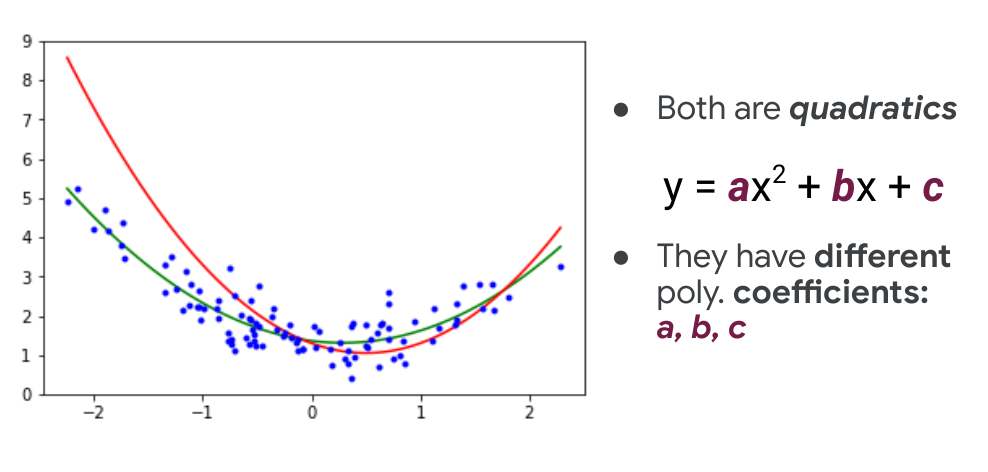 9
8
7
6
5
4
3
2
1
0
−2 −1 0 1 2
● Both are quadratics
y = ax² + bx + c
● They have different
poly. coefficients:
a, b, c